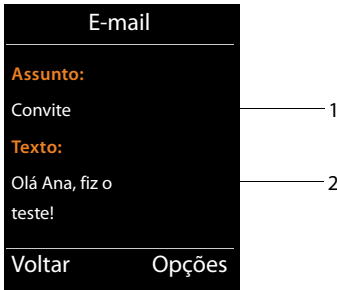 E-mail
Assunto:
Convite 1
Texto:
Olá Ana, fiz o 2
teste!
Voltar Opções